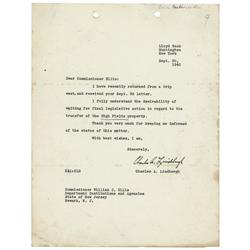 Lloyd Neck
Huntington
New York
Sept. 20,
1940
Dear Commissioner Ellis:
I have recently returned from a trip
west and received your Sept. 9d letter.
I fully understand the desirability of
waiting for final legislative action in regard to
the transfer of the High Fields property.
Thank you very much for keeping me informed
of the status of this matter.
With best wishes, I am,
Sincerely,
Charles A. Lindbergh
Charles A. Lindbergh
Commissioner William J. Ellis
Department Institutions and Agencies
State of New Jersey
Newark, N. J.